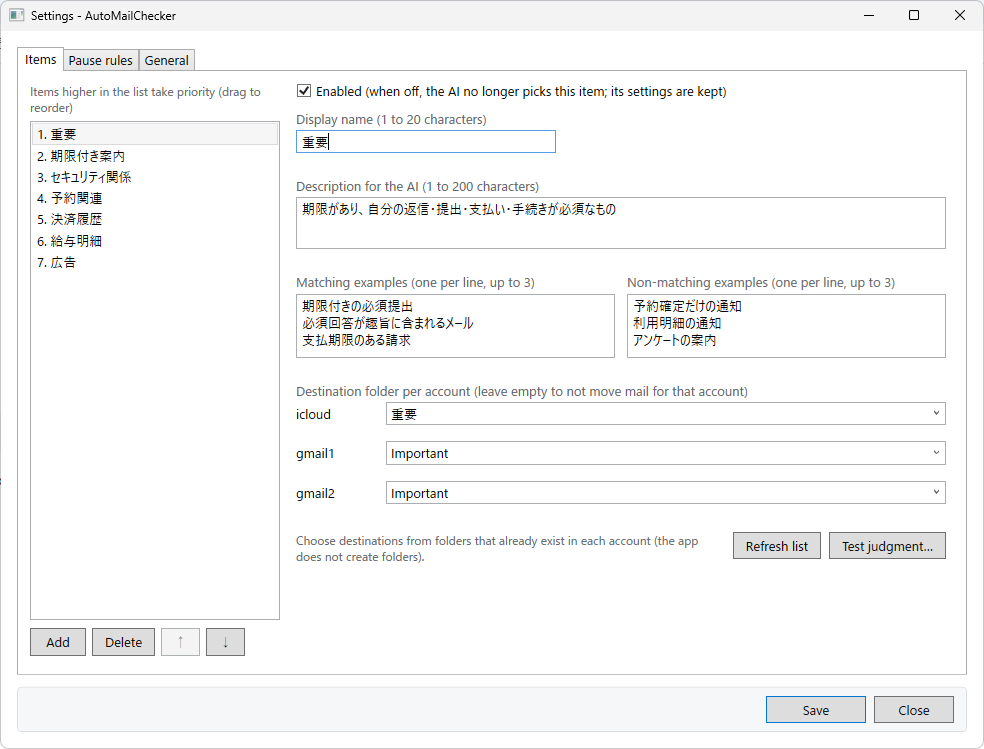 Settings - AutoMailChecker
Items
Pause rules
General
Items higher in the list take priority (drag to
reorder)
1. 重要
2. 期限付き案内
3. セキュリティ関係
4. 予約関連
5. 決済履歴
6. 給与明細
7. 広告
Add
Delete
↑
↓
Enabled (when off, the AI no longer picks this item; its settings are kept)
Display name (1 to 20 characters)
重要
Description for the AI (1 to 200 characters)
期限があり、自分の返信・提出・支払い・手続きが必須なもの
Matching examples (one per line, up to 3)
期限付きの必須提出
必須回答が趣旨に含まれるメール
支払期限のある請求
Non-matching examples (one per line, up to 3)
予約確定だけの通知
利用明細の通知
アンケートの案内
Destination folder per account (leave empty to not move mail for that account)
icloud
重要
gmail1
Important
gmail2
Important
Choose destinations from folders that already exist in each account (the app
does not create folders).
Refresh list
Test judgment...
Save
Close